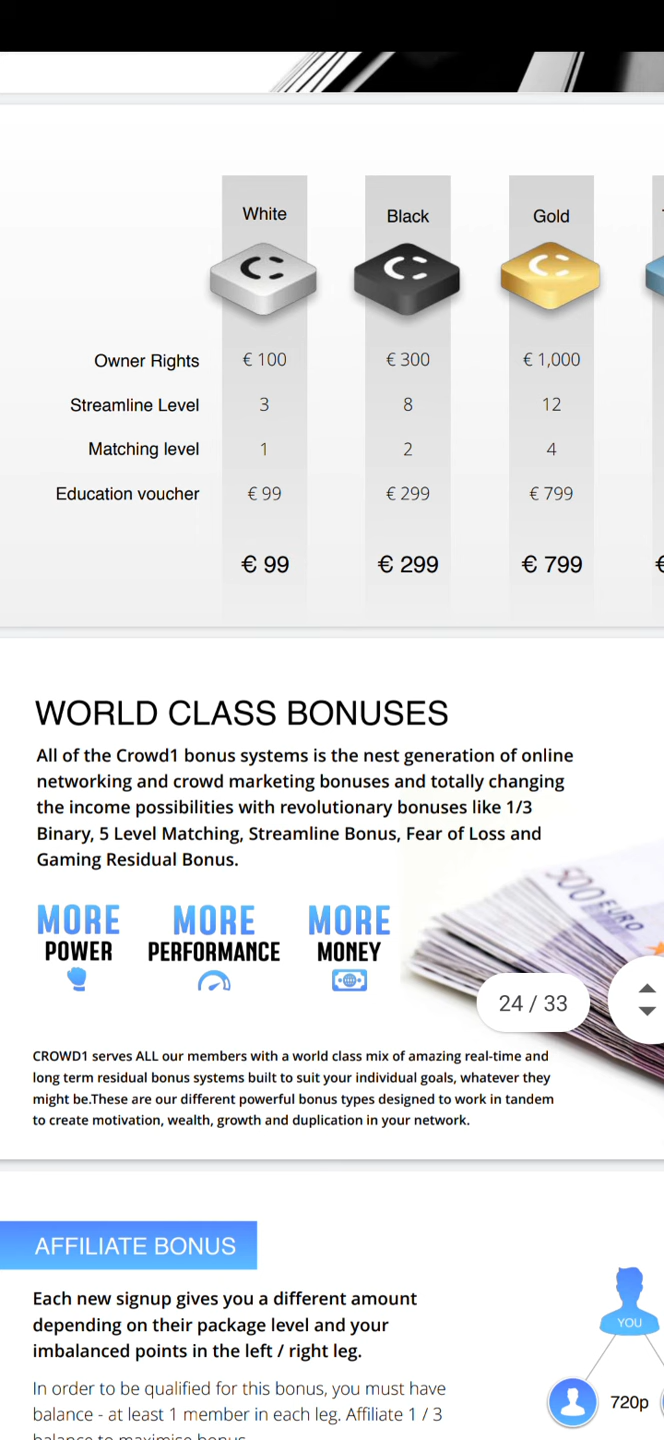 White Black Gold
Owner Rights € 100 € 300 € 1,000
Streamline Level 3 8 12
Matching level 1 2 4
Education voucher € 99 € 299 € 799
€ 99 € 299 € 799 €
WORLD CLASS BONUSES
All of the Crowd1 bonus systems is the nest generation of online
networking and crowd marketing bonuses and totally changing
the income possibilities with revolutionary bonuses like 1/3
Binary, 5 Level Matching, Streamline Bonus, Fear of Loss and
Gaming Residual Bonus.
MORE MORE MORE
POWER PERFORMANCE MONEY
500 EURO
24 / 33
CROWD1 serves ALL our members with a world class mix of amazing real-time and
long term residual bonus systems built to suit your individual goals, whatever they
might be.These are our different powerful bonus types designed to work in tandem
to create motivation, wealth, growth and duplication in your network.
AFFILIATE BONUS
Each new signup gives you a different amount
depending on their package level and your
imbalanced points in the left / right leg.
YOU
In order to be qualified for this bonus, you must have
720p
balance - at least 1 member in each leg. Affiliate 1 / 3
balance to maximise bonus